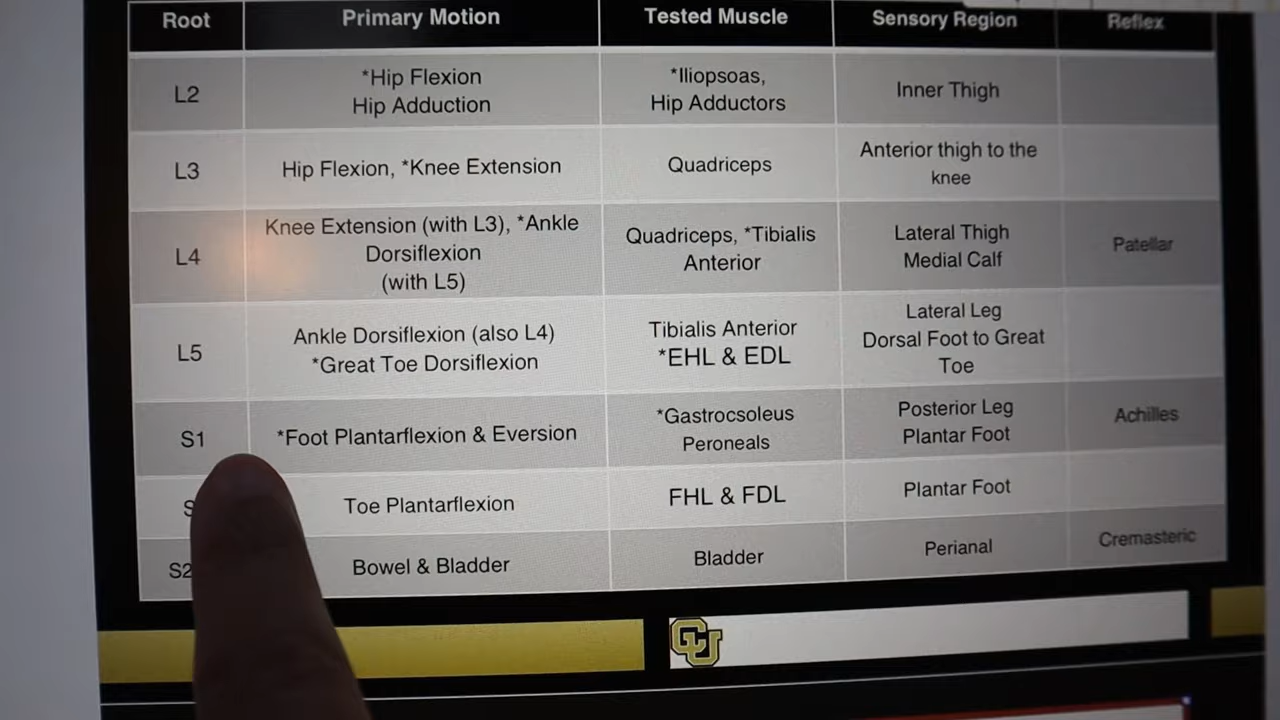 Root Primary Motion Tested Muscle Sensory Region Reflex
L2
*Hip Flexion
Hip Adduction
*Iliopsoas,
Hip Adductors
Inner Thigh
L3
Hip Flexion, *Knee Extension
Quadriceps
Anterior thigh to the
knee
L4
Knee Extension (with L3), *Ankle
Dorsiflexion
(with L5)
Quadriceps, *Tibialis
Anterior
Lateral Thigh
Medial Calf
Patellar
L5
Ankle Dorsiflexion (also L4)
*Great Toe Dorsiflexion
Tibialis Anterior
*EHL & EDL
Lateral Leg
Dorsal Foot to Great
Toe
S1
*Foot Plantarflexion & Eversion
*Gastrocsoleus
Peroneals
Posterior Leg
Plantar Foot
Achilles
Toe Plantarflexion
FHL & FDL
Plantar Foot
Bowel & Bladder
Bladder
Perianal
Cremasteric
CU